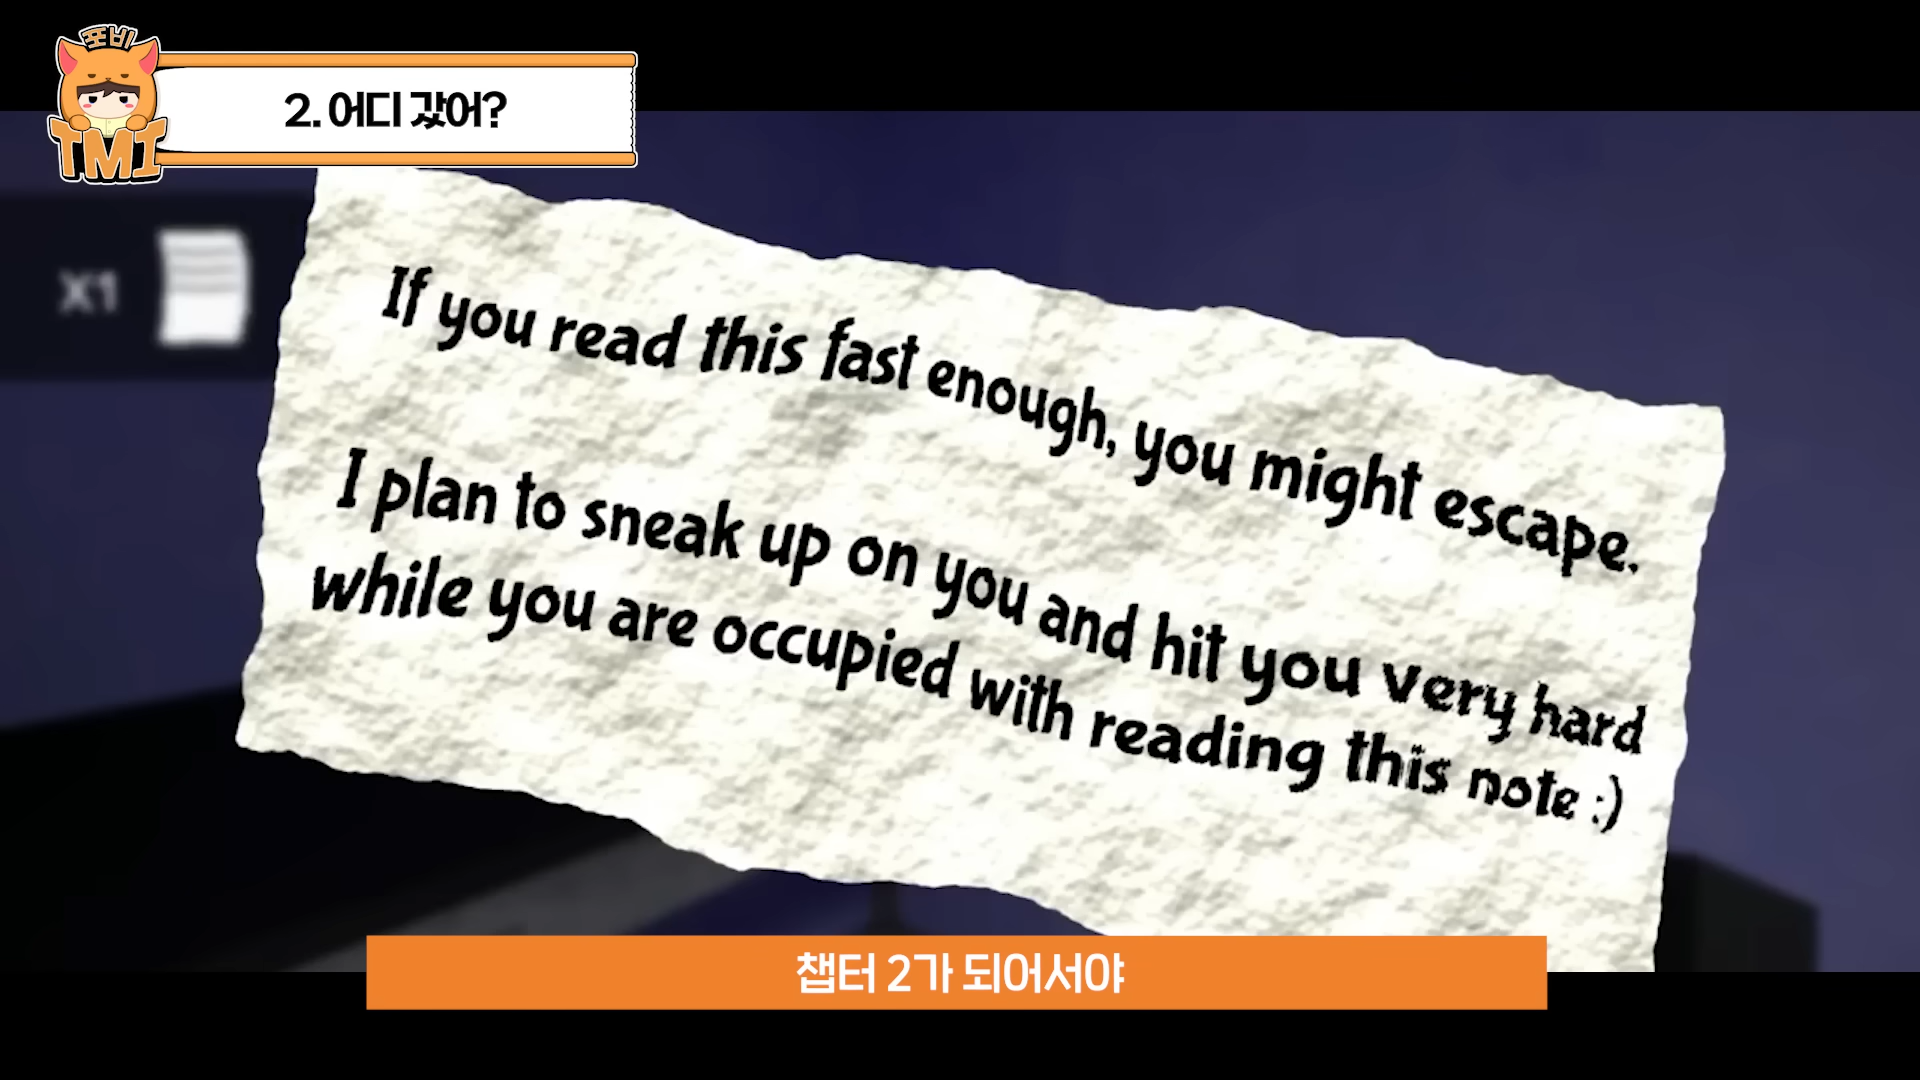 포비
TMI
2. 어디 갔어?
X1
If you read this fast enough, you might escape.
I plan to sneak up on you and hit you very hard
while you are occupied with reading this note :)
챕터 2가 되어서야